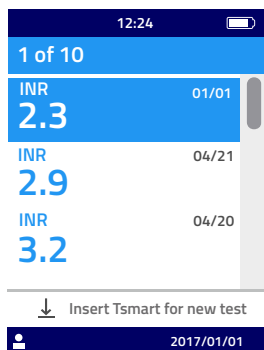 12:24
1 of 10
INR 01/01
2.3
INR 04/21
2.9
INR 04/20
3.2
Insert Tsmart for new test
2017/01/01